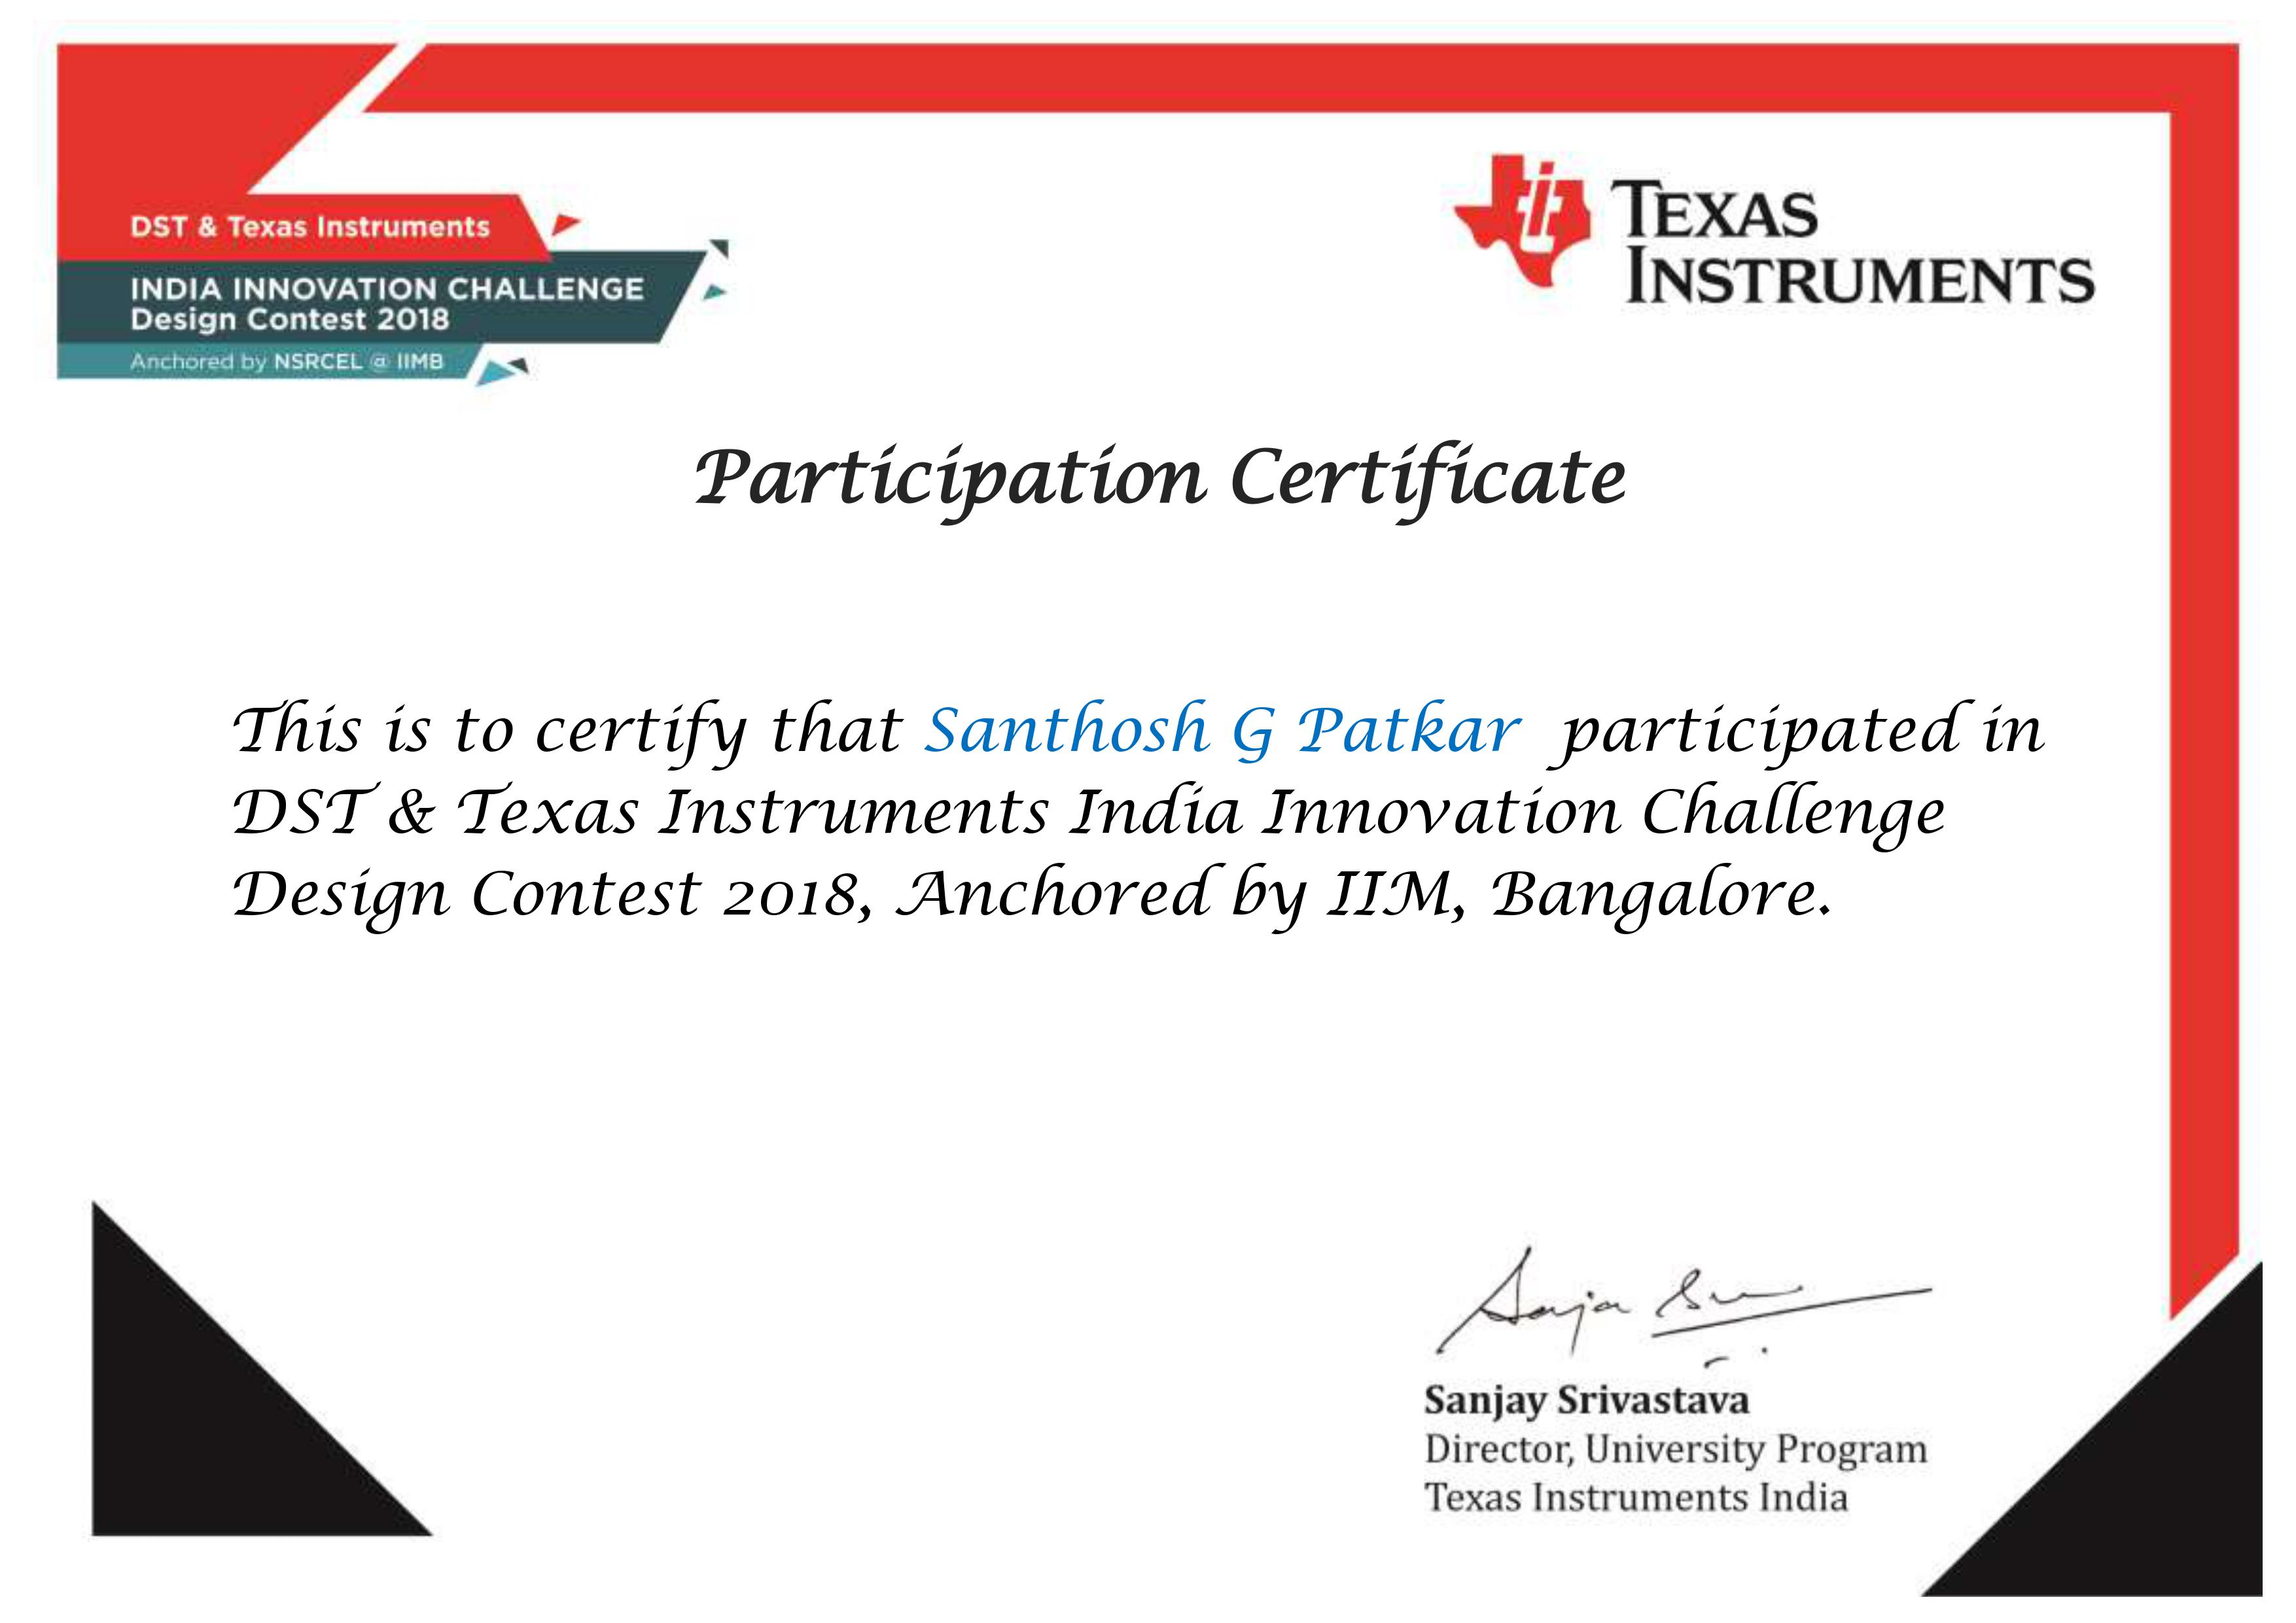 DST & Texas Instruments
INDIA INNOVATION CHALLENGE
Design Contest 2018
Anchored by NSRCEL @ IIMB
ti
TEXAS
INSTRUMENTS
Participation Certificate
This is to certify that Santhosh G Patkar participated in
DST & Texas Instruments India Innovation Challenge
Design Contest 2018, Anchored by IIM, Bangalore.
Sanjay Srivastava
Director, University Program
Texas Instruments India